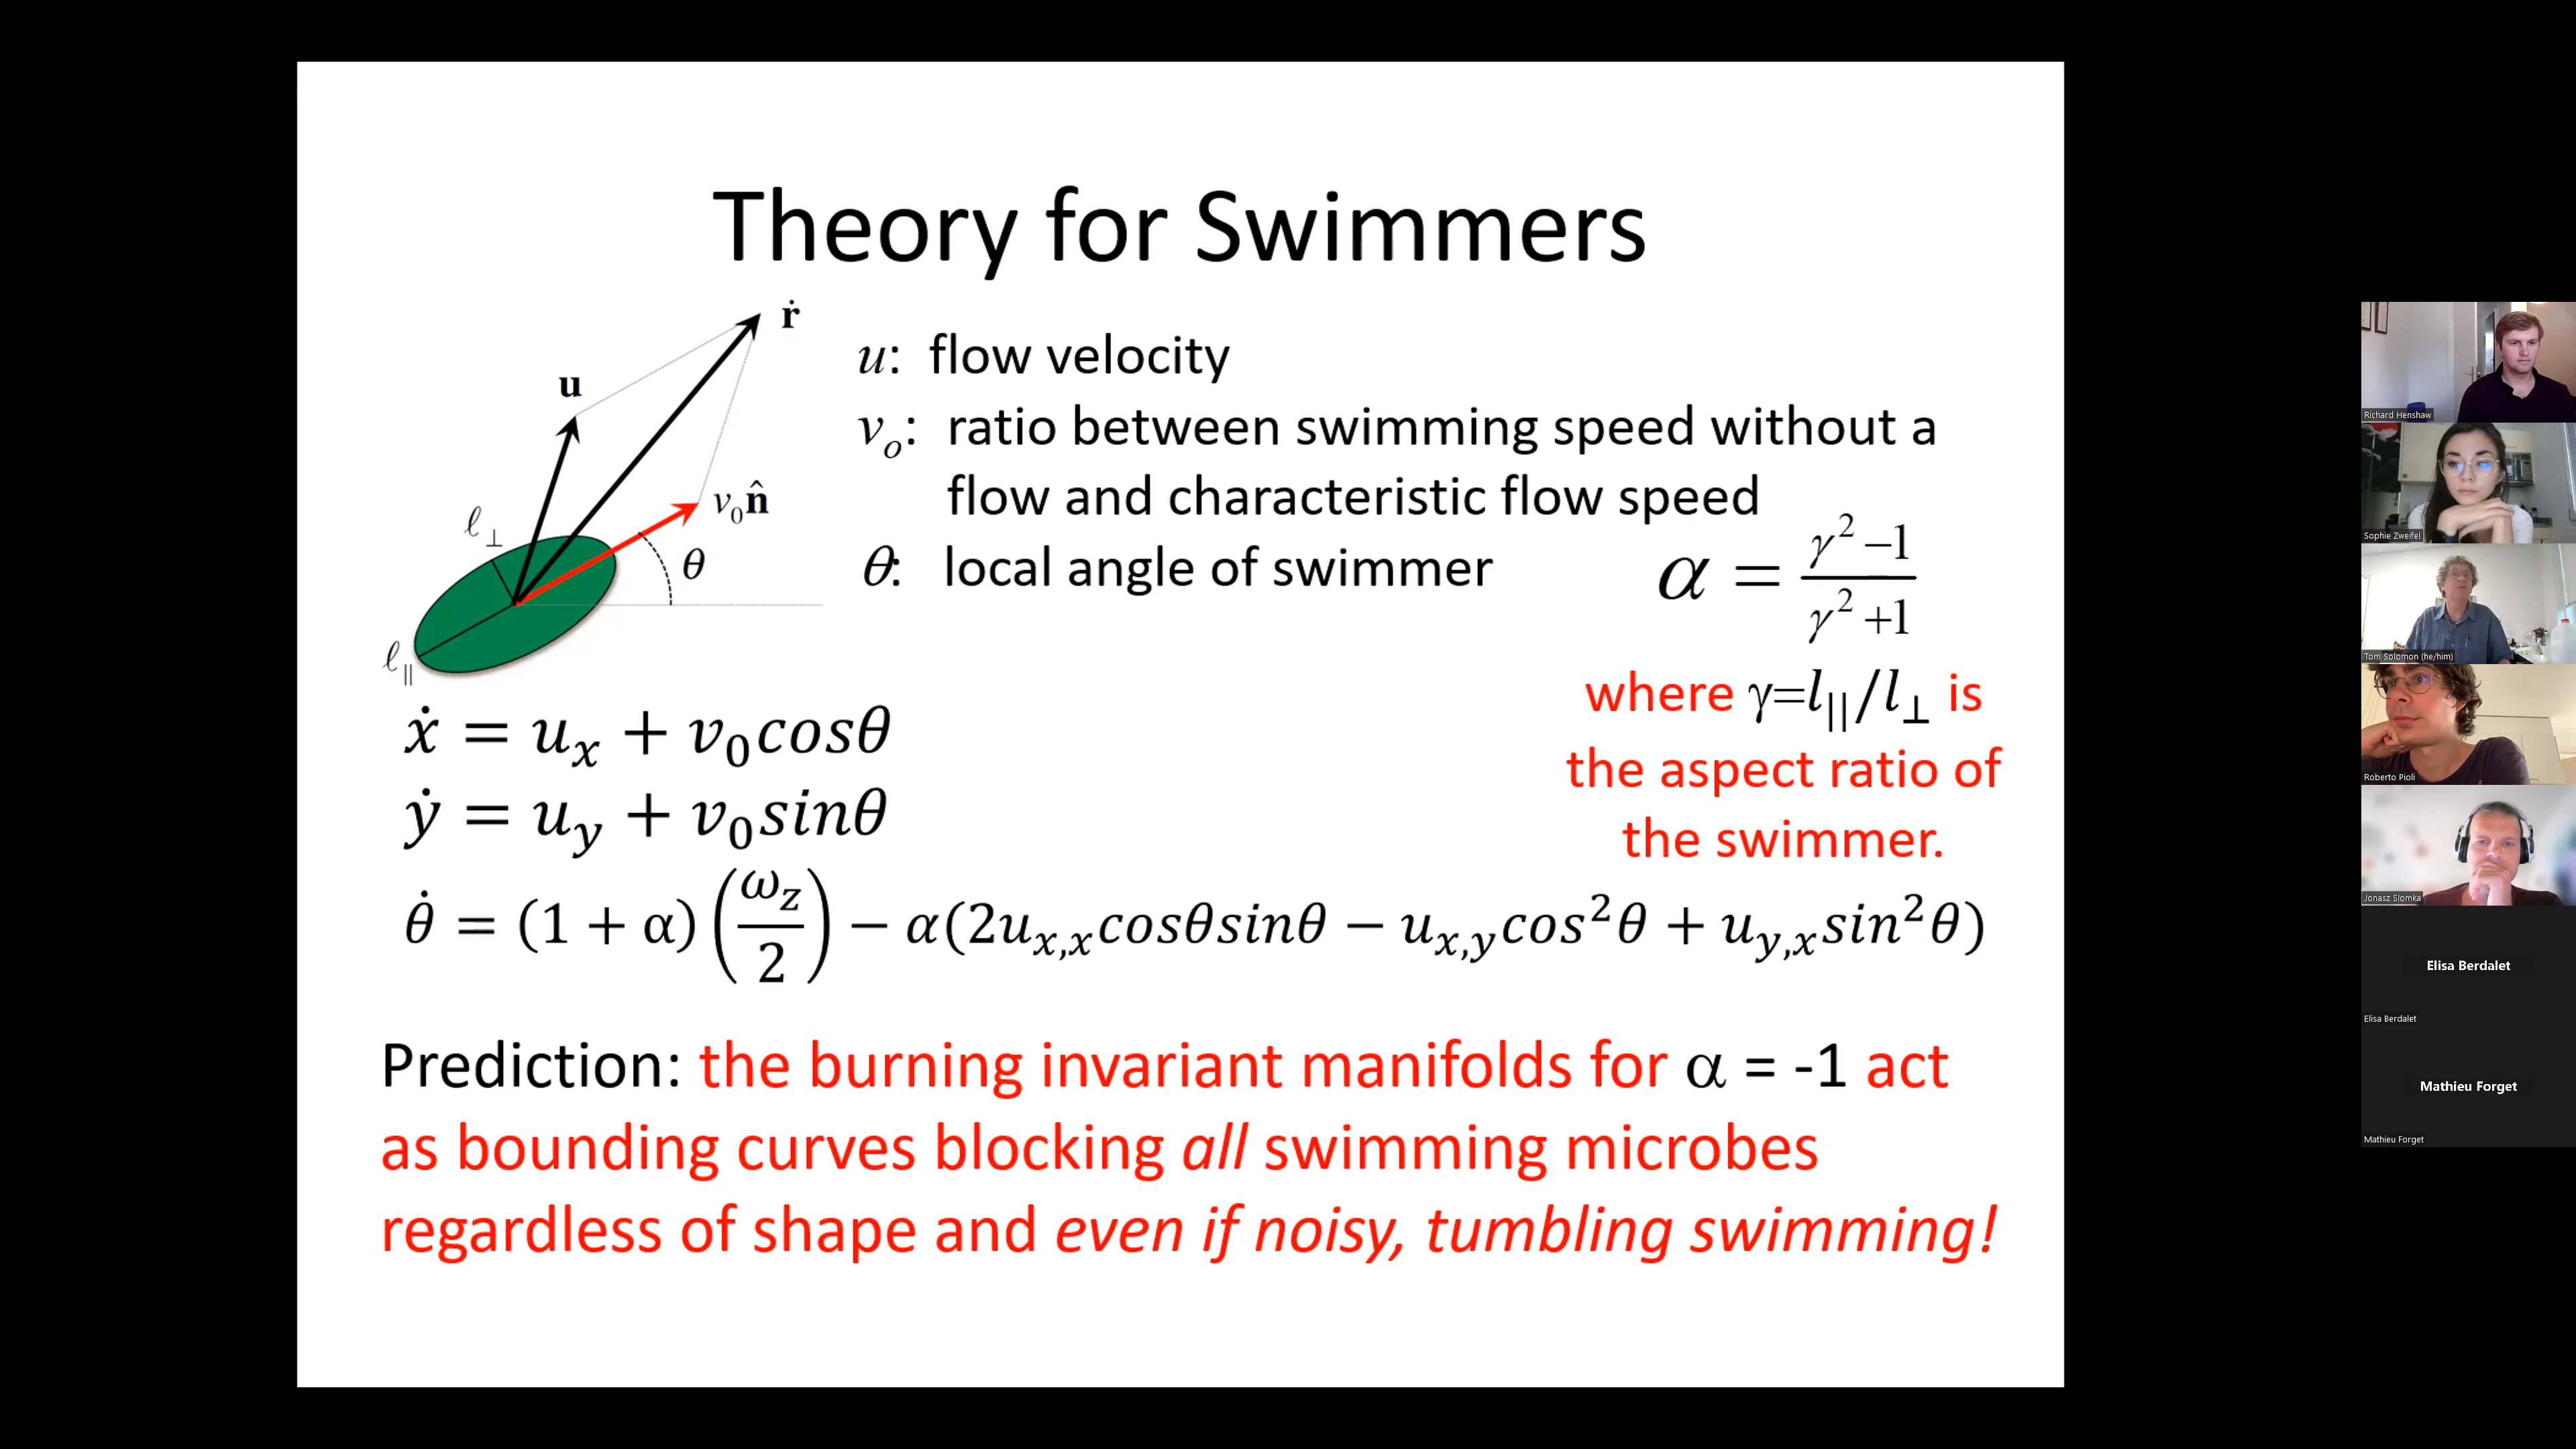 Theory for Swimmers
ṙ
u
v₀n̂
θ
ℓ⊥
ℓ||
u: flow velocity
vₒ: ratio between swimming speed without a
flow and characteristic flow speed
θ: local angle of swimmer
α = (γ² −1)/(γ² +1)
where γ=l||/l⊥ is
the aspect ratio of
the swimmer.
ẋ = uₓ + v₀cosθ
ẏ = u_y + v₀sinθ
θ̇ = (1 + α)(ω_z/2) − α(2u_{x,x}cosθsinθ − u_{x,y}cos²θ + u_{y,x}sin²θ)
Prediction: the burning invariant manifolds for α = -1 act
as bounding curves blocking all swimming microbes
regardless of shape and even if noisy, tumbling swimming!
Richard Henshaw
Sophie Zweifel
Tom Solomon (he/him)
Roberto Pioli
Jonasz Slomka
Elisa Berdalet
Elisa Berdalet
Mathieu Forget
Mathieu Forget